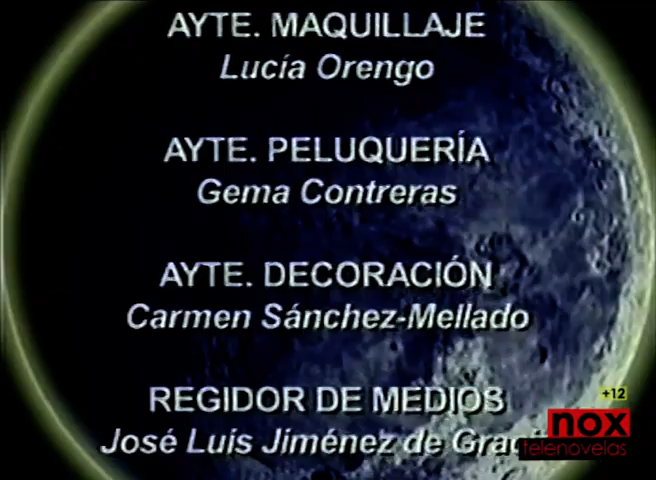 AYTE. MAQUILLAJE
Lucía Orengo
AYTE. PELUQUERÍA
Gema Contreras
AYTE. DECORACIÓN
Carmen Sánchez-Mellado
REGIDOR DE MEDIOS
José Luis Jiménez de
+12
nox
telenovelas